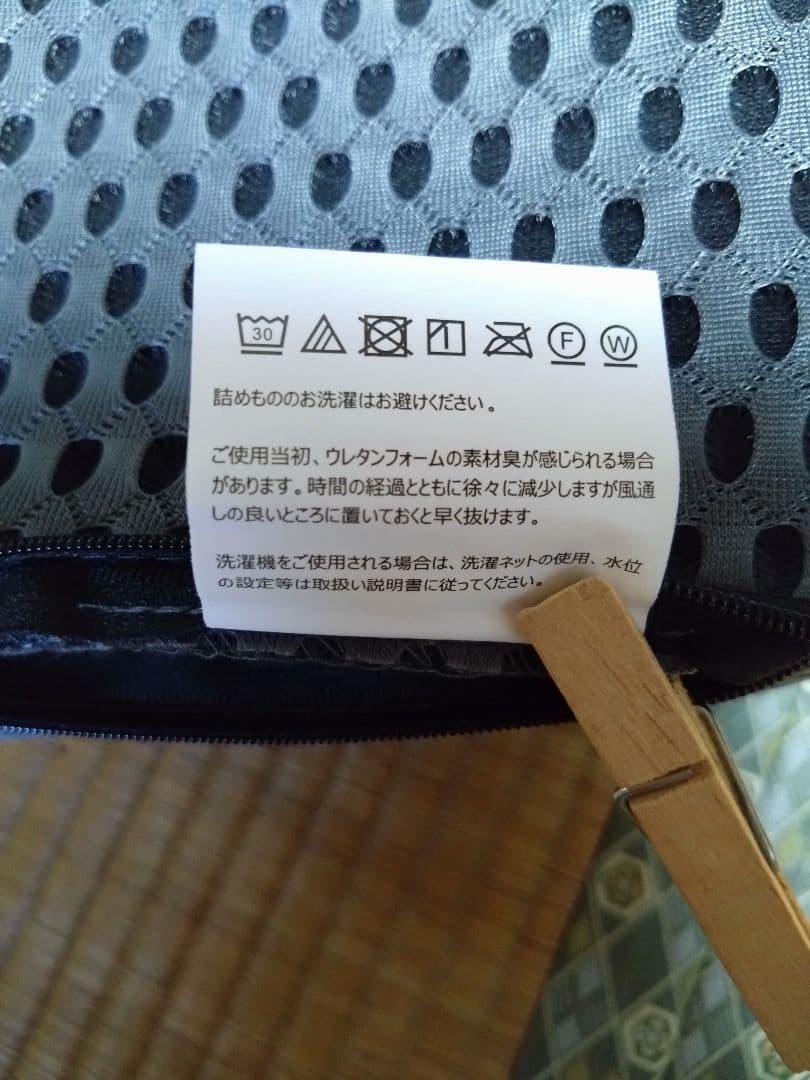 30 F W
詰めもののお洗濯はお避けください。
ご使用当初、ウレタンフォームの素材臭が感じられる場合
があります。時間の経過とともに徐々に減少しますが風通
しの良いところに置いておくと早く抜けます。
洗濯機をご使用される場合は、洗濯ネットの使用、水位
の設定等は取扱い説明書に従ってください。